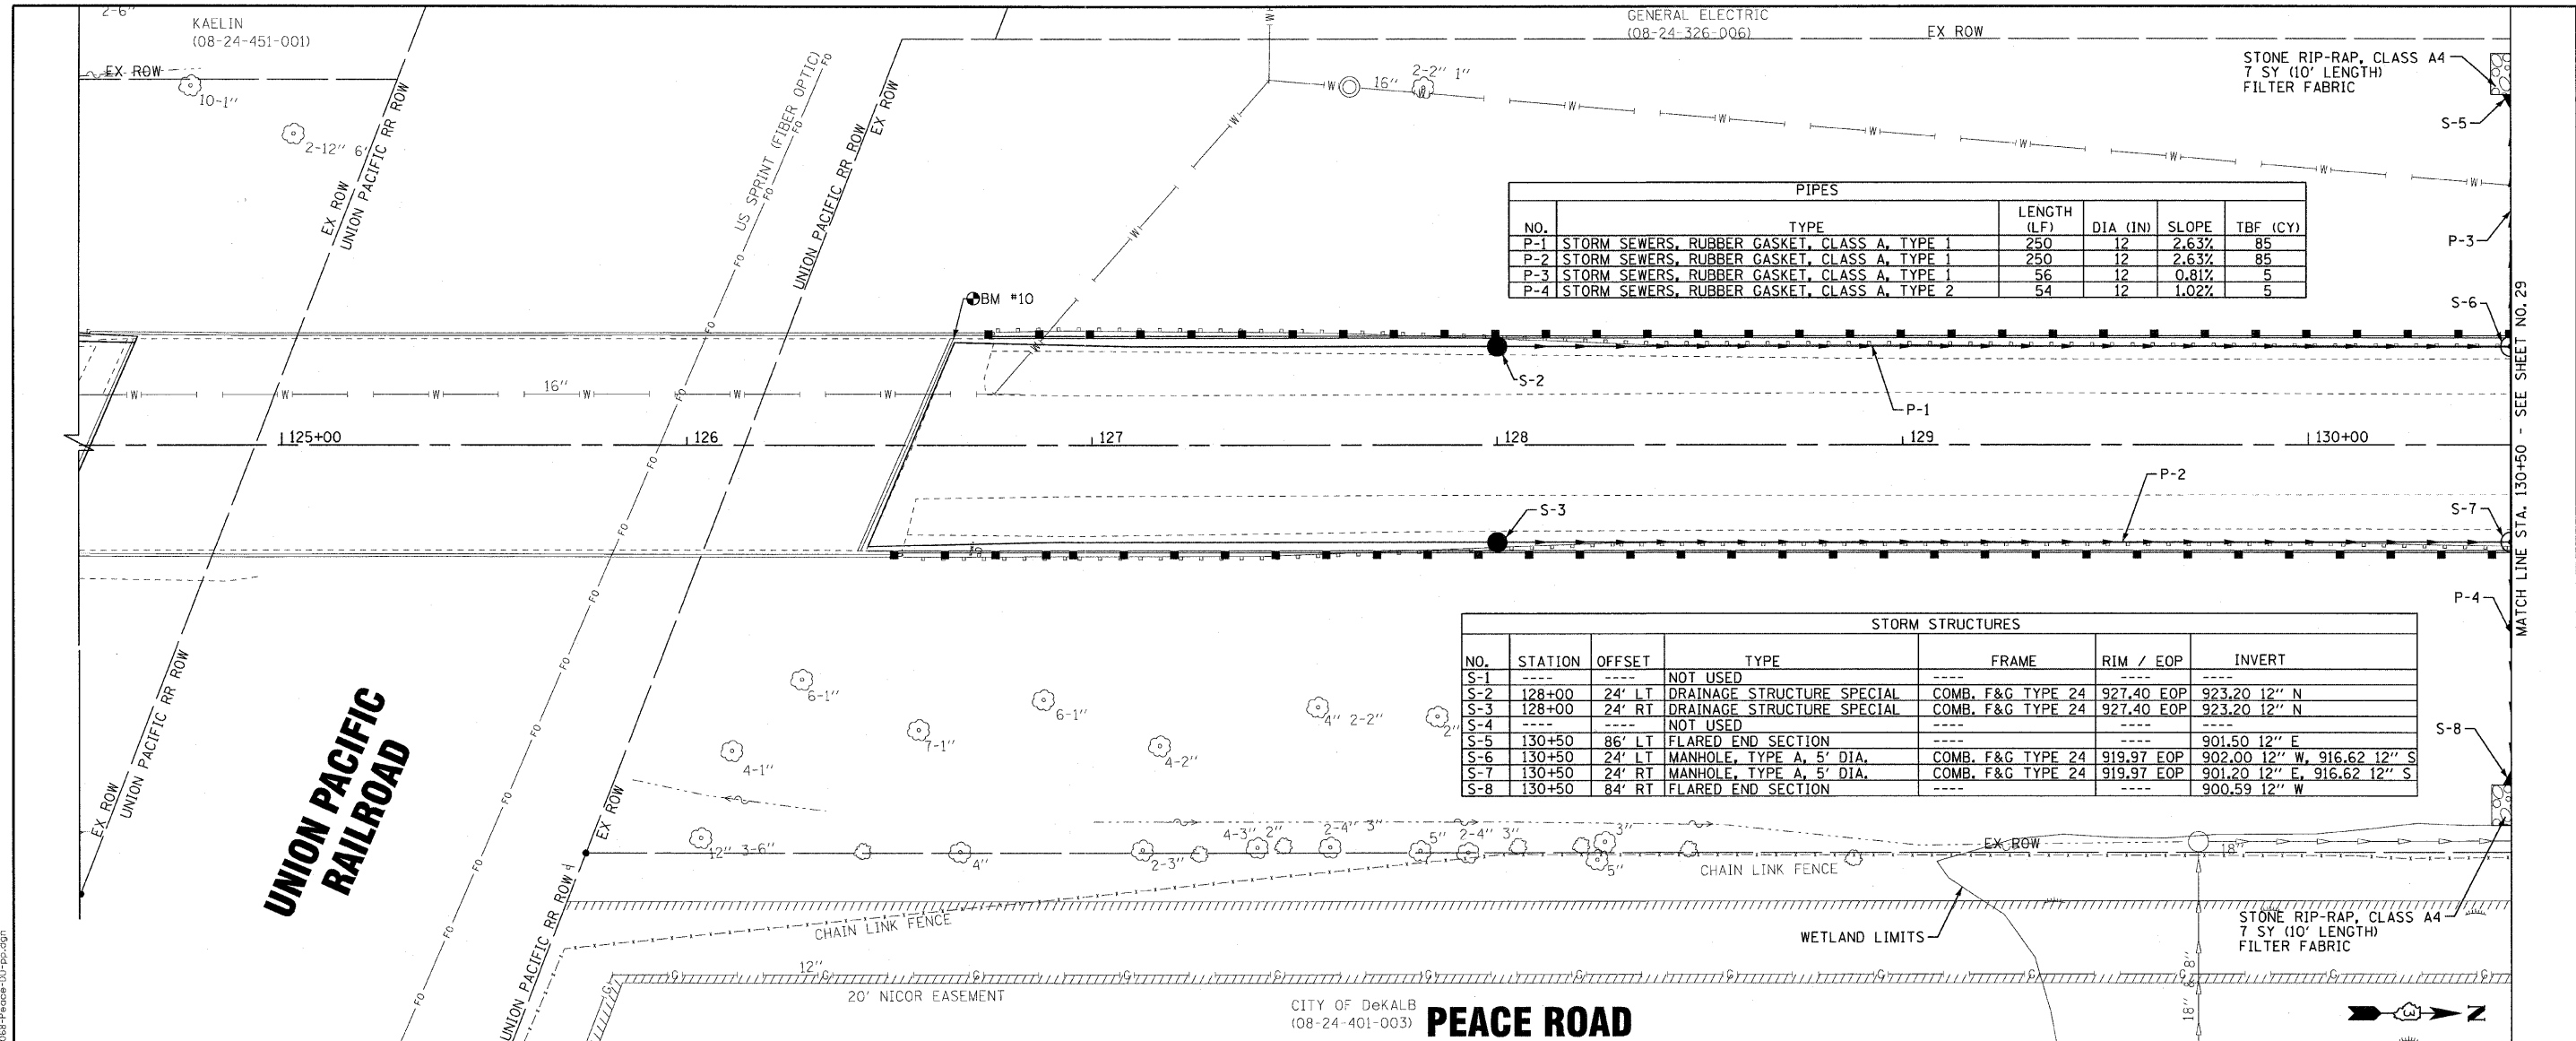 2-6"
KAELIN
(08-24-451-001)
EX ROW
10-1"
2-12" 6'
EX ROW
UNION PACIFIC RR ROW
US SPRINT (FIBER OPTIC)
FO
UNION PACIFIC RR ROW
EX ROW
GENERAL ELECTRIC
(08-24-326-006)
EX ROW
W
16"
2-2" 1"
STONE RIP-RAP, CLASS A4
7 SY (10' LENGTH)
FILTER FABRIC
S-5
P-3
S-6
PIPES
NO. TYPE LENGTH (LF) DIA (IN) SLOPE TBF (CY)
P-1 STORM SEWERS, RUBBER GASKET, CLASS A, TYPE 1 250 12 2.63% 85
P-2 STORM SEWERS, RUBBER GASKET, CLASS A, TYPE 1 250 12 2.63% 85
P-3 STORM SEWERS, RUBBER GASKET, CLASS A, TYPE 1 56 12 0.81% 5
P-4 STORM SEWERS, RUBBER GASKET, CLASS A, TYPE 2 54 12 1.02% 5
BM #10
S-2
P-1
16"
125+00
126
127
128
129
130+00
MATCH LINE STA. 130+50 - SEE SHEET NO. 29
P-2
S-3
S-7
P-4
STORM STRUCTURES
NO. STATION OFFSET TYPE FRAME RIM / EOP INVERT
S-1 ---- ---- NOT USED ---- ---- ----
S-2 128+00 24' LT DRAINAGE STRUCTURE SPECIAL COMB. F&G TYPE 24 927.40 EOP 923.20 12" N
S-3 128+00 24' RT DRAINAGE STRUCTURE SPECIAL COMB. F&G TYPE 24 927.40 EOP 923.20 12" N
S-4 ---- ---- NOT USED ---- ---- ----
S-5 130+50 86' LT FLARED END SECTION ---- ---- 901.50 12" E
S-6 130+50 24' LT MANHOLE, TYPE A, 5' DIA. COMB. F&G TYPE 24 919.97 EOP 902.00 12" W, 916.62 12" S
S-7 130+50 24' RT MANHOLE, TYPE A, 5' DIA. COMB. F&G TYPE 24 919.97 EOP 901.20 12" E, 916.62 12" S
S-8 130+50 84' RT FLARED END SECTION ---- ---- 900.59 12" W
S-8
UNION PACIFIC
RAILROAD
EX ROW
UNION PACIFIC RR ROW
6-1"
7-1"
4-1"
6-1"
4-2"
4" 2-2"
2"
EX ROW
12" 3-6"
4"
2-3"
4-3" 2"
2-4" 3"
5"
2-4" 3"
3"
5"
EX ROW
18"
CHAIN LINK FENCE
CHAIN LINK FENCE
UNION PACIFIC RR ROW
WETLAND LIMITS
STONE RIP-RAP, CLASS A4
7 SY (10' LENGTH)
FILTER FABRIC
12"
G
20' NICOR EASEMENT
CITY OF DeKALB
(08-24-401-003)
PEACE ROAD
18" & 8"
N